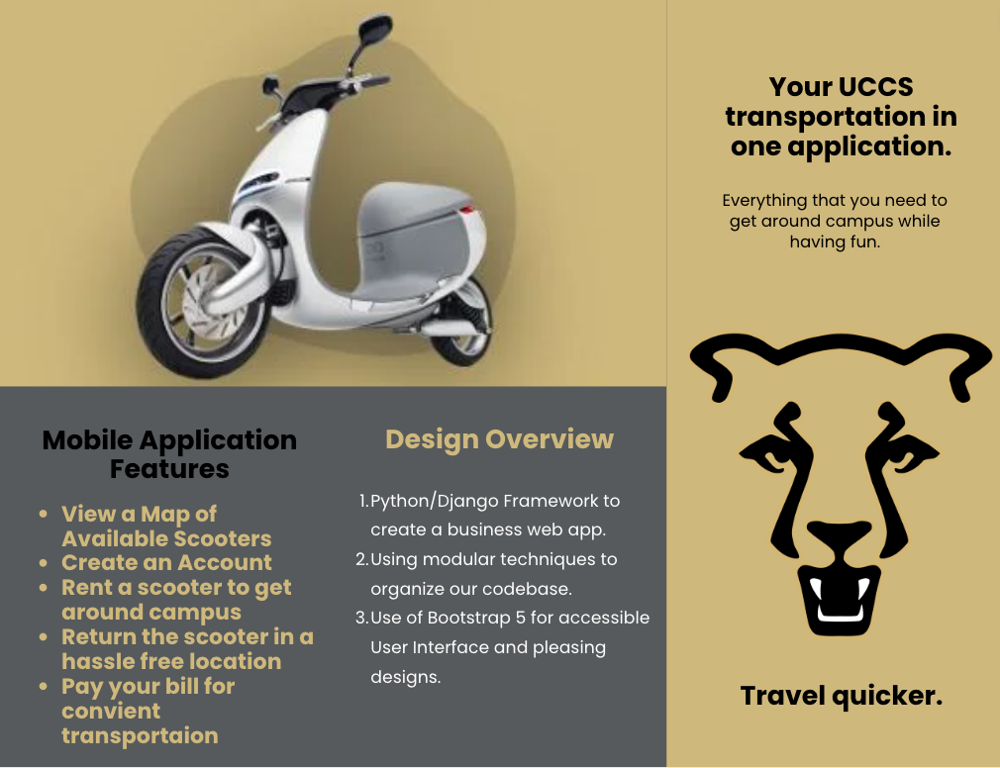 Your UCCS
transportation in
one application.
Everything that you need to
get around campus while
having fun.
Mobile Application
Features
• View a Map of
Available Scooters
• Create an Account
• Rent a scooter to get
around campus
• Return the scooter in a
hassle free location
• Pay your bill for
convient
transportaion
Design Overview
1. Python/Django Framework to
create a business web app.
2. Using modular techniques to
organize our codebase.
3. Use of Bootstrap 5 for accessible
User Interface and pleasing
designs.
Travel quicker.